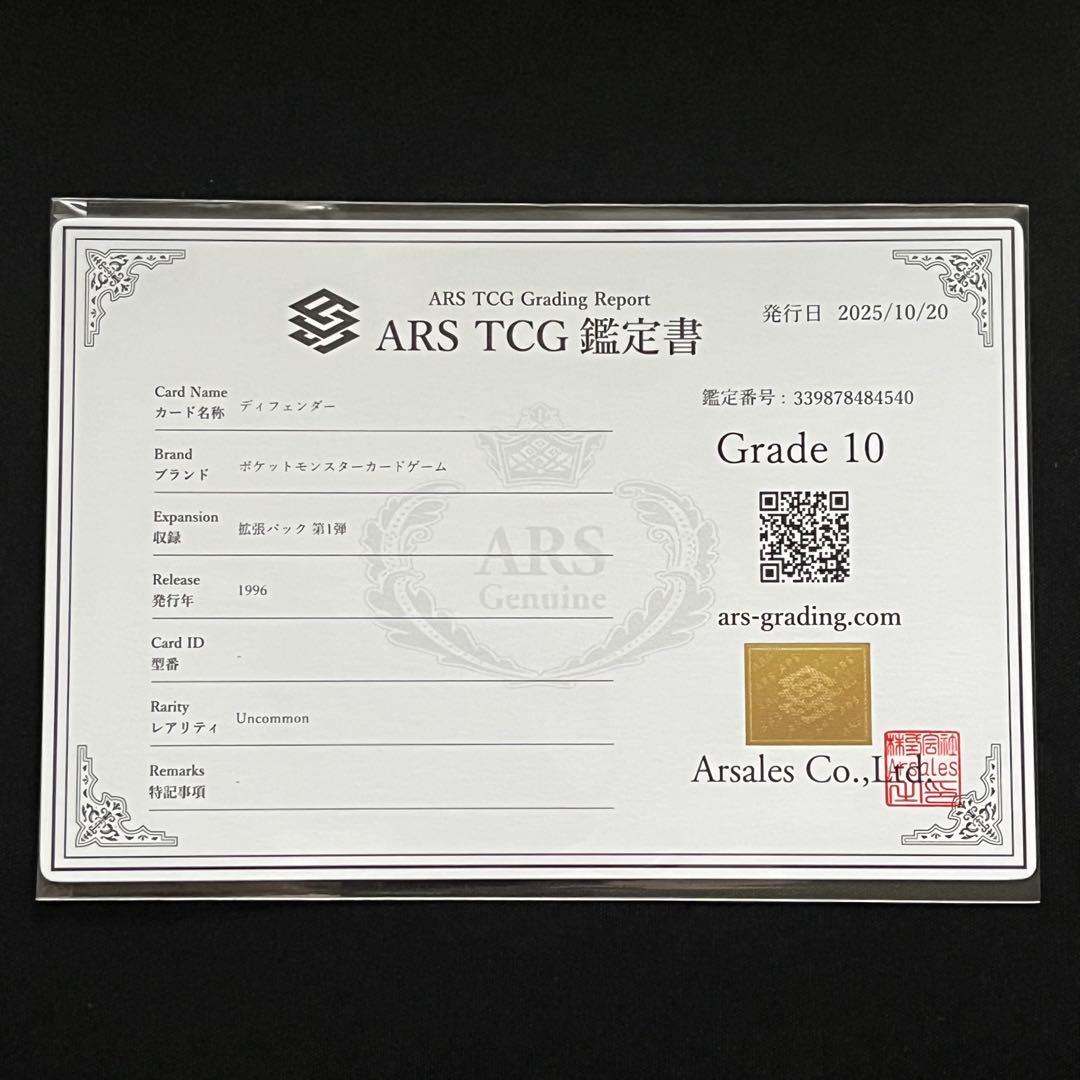 ARS TCG Grading Report
ARS TCG 鑑定書
発行日 2025/10/20
Card Name
カード名称 ディフェンダー
Brand
ブランド ポケットモンスターカードゲーム
Expansion
収録 拡張パック 第1弾
Release
発行年 1996
Card ID
型番 -
Rarity
レアリティ Uncommon
Remarks
特記事項 -
ARS
Genuine
鑑定番号 : 339878484540
Grade 10
ars-grading.com
Arsales Co.,Ltd.
株式会社
Arsales